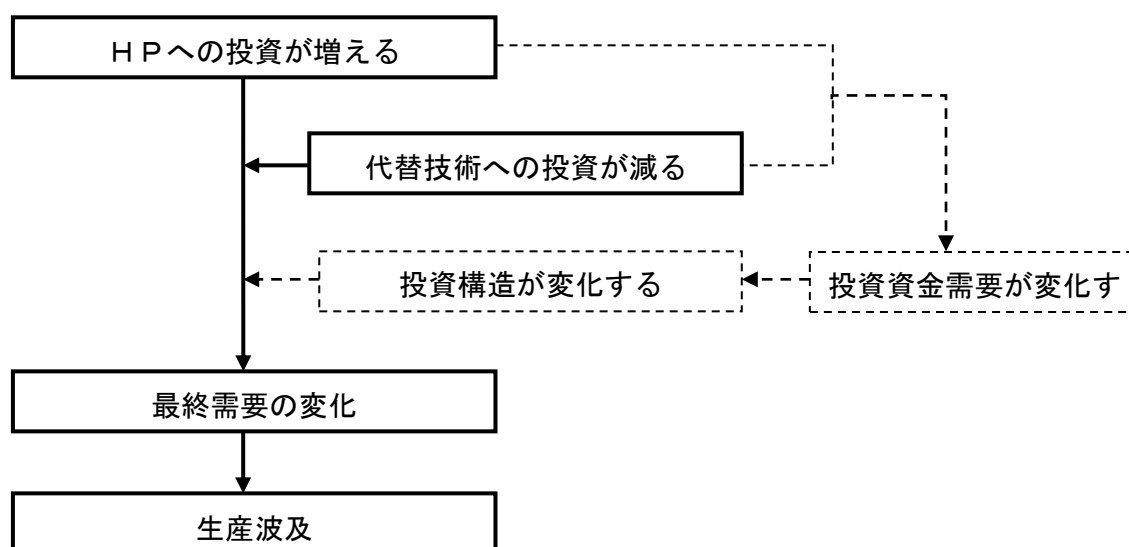 ＨＰへの投資が増える
代替技術への投資が減る
投資構造が変化する
投資資金需要が変化す
最終需要の変化
生産波及